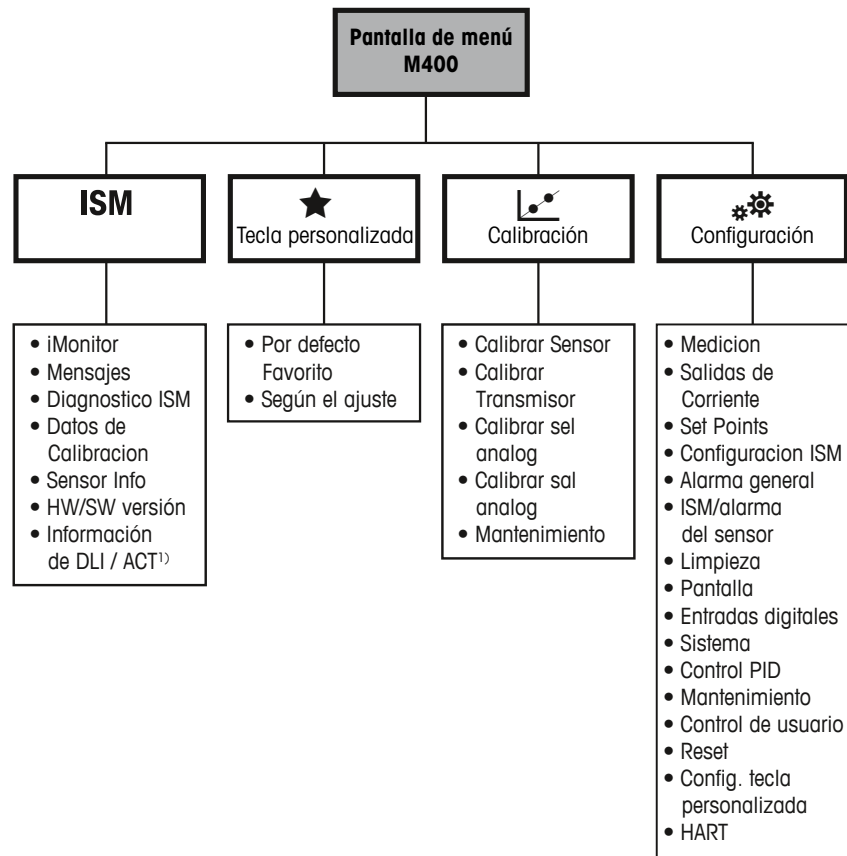 Pantalla de menú
M400
ISM
Tecla personalizada
Calibración
Configuración
• iMonitor
• Mensajes
• Diagnostico ISM
• Datos de
Calibracion
• Sensor Info
• HW/SW versión
• Información
de DLI / ACT1)
• Por defecto
Favorito
• Según el ajuste
• Calibrar Sensor
• Calibrar
Transmisor
• Calibrar sel
analog
• Calibrar sal
analog
• Mantenimiento
• Medicion
• Salidas de
Corriente
• Set Points
• Configuracion ISM
• Alarma general
• ISM/alarma
del sensor
• Limpieza
• Pantalla
• Entradas digitales
• Sistema
• Control PID
• Mantenimiento
• Control de usuario
• Reset
• Config. tecla
personalizada
• HART